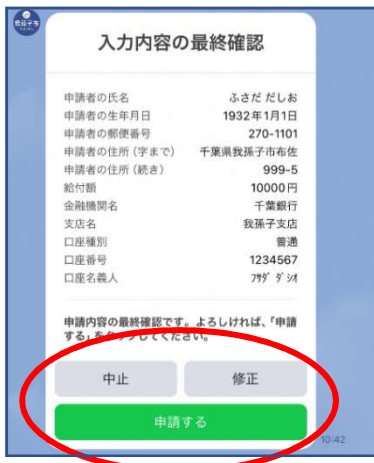 我孫子市
入力内容の最終確認
申請者の氏名 ふさだ だしお
申請者の生年月日 1932年1月1日
申請者の郵便番号 270-1101
申請者の住所(字まで) 千葉県我孫子市布佐
申請者の住所(続き) 999-5
給付額 10000円
金融機関名 千葉銀行
支店名 我孫子支店
口座種別 普通
口座番号 1234567
口座名義人 ﾌｻﾀﾞ ﾀﾞｼｵ
申請内容の最終確認です。よろしければ、「申請
する」をタップしてください。
中止 修正
申請する
10:42